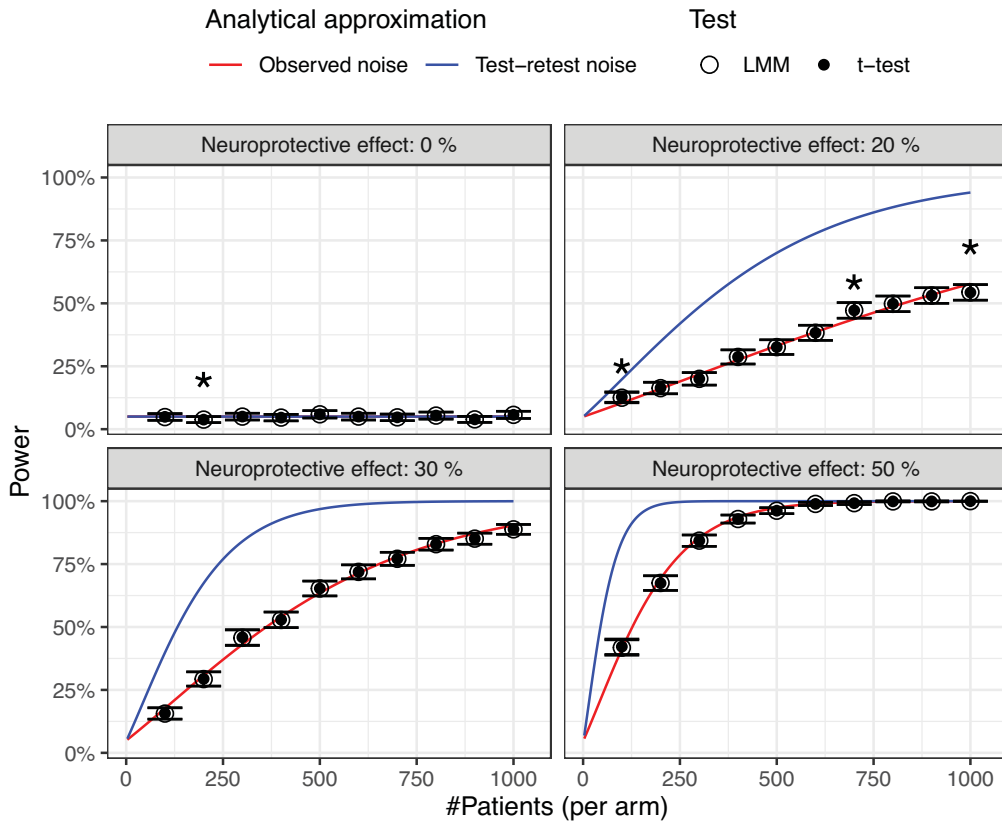 Analytical approximation Test
Observed noise Test-retest noise LMM t-test
Neuroprotective effect: 0 % Neuroprotective effect: 20 %
100%
75%
50%
* * *
25%
*
0%
Power
Neuroprotective effect: 30 % Neuroprotective effect: 50 %
100%
75%
50%
25%
0%
0 250 500 750 1000 0 250 500 750 1000
#Patients (per arm)